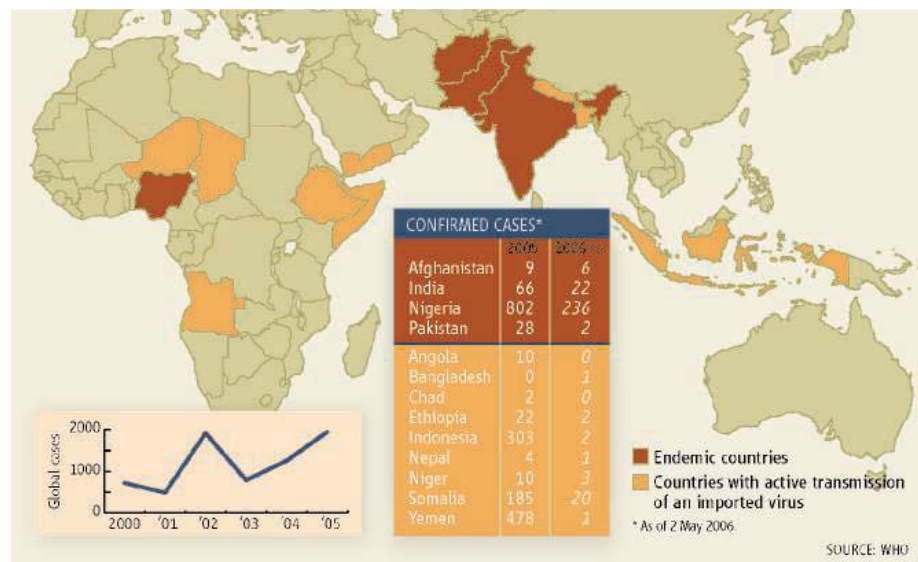 CONFIRMED CASES*
2005 2006
Afghanistan 9 6
India 66 22
Nigeria 802 236
Pakistan 28 2
Angola 10 0
Bangladesh 0 1
Chad 2 0
Ethiopia 22 2
Indonesia 303 2
Nepal 4 1
Niger 10 3
Somalia 185 20
Yemen 478 1
Global cases
2000
1000
0
2000 '01 '02 '03 '04 '05
Endemic countries
Countries with active transmission
of an imported virus
* As of 2 May 2006.
SOURCE: WHO